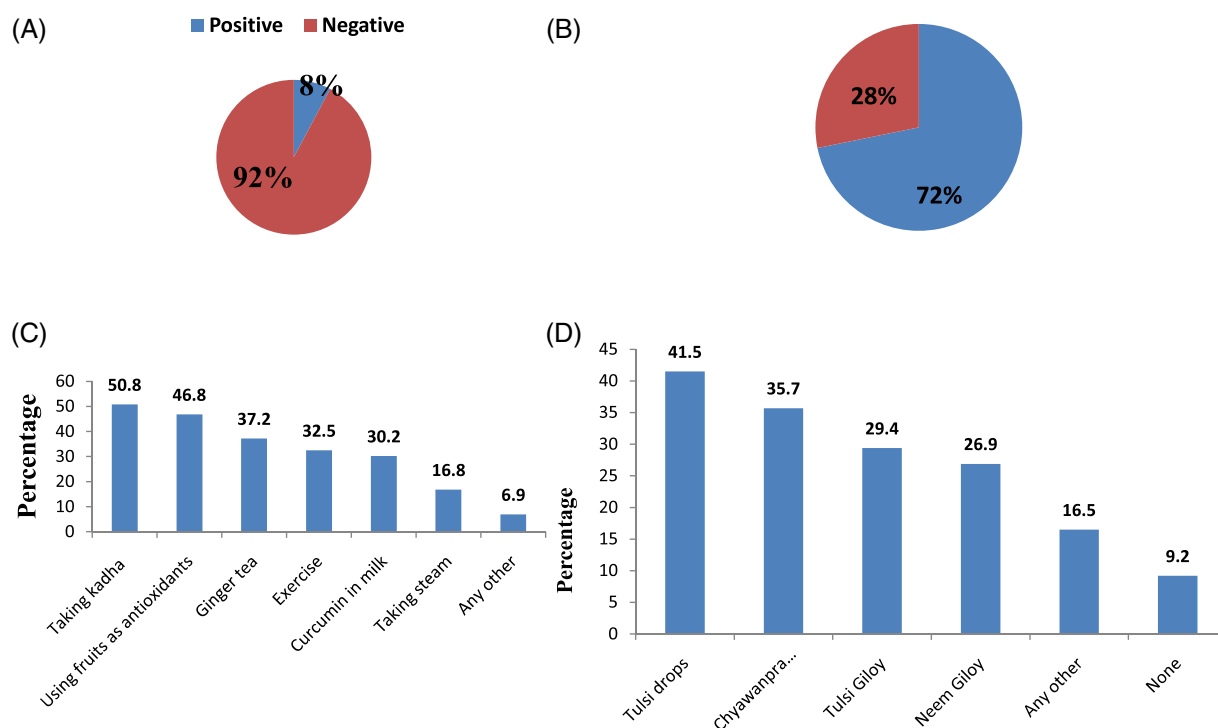 (A)
Positive Negative
8%
92%
(B)
28%
72%
(C)
Percentage
60
50
40
30
20
10
0
50.8
46.8
37.2
32.5
30.2
16.8
6.9
Taking kadha
Using fruits as antioxidants
Ginger tea
Exercise
Curcumin in milk
Taking steam
Any other
(D)
Percentage
45
40
35
30
25
20
15
10
5
0
41.5
35.7
29.4
26.9
16.5
9.2
Tulsi drops
Chyawanpra...
Tulsi Giloy
Neem Giloy
Any other
None